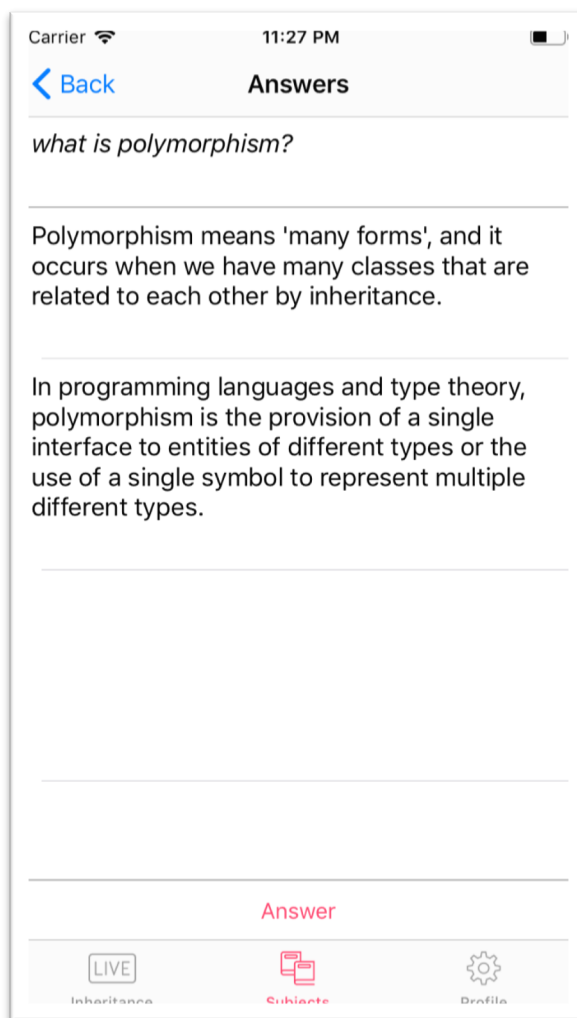 Carrier
11:27 PM
Back
Answers
what is polymorphism?
Polymorphism means 'many forms', and it
occurs when we have many classes that are
related to each other by inheritance.
In programming languages and type theory,
polymorphism is the provision of a single
interface to entities of different types or the
use of a single symbol to represent multiple
different types.
Answer
LIVE
Inheritance
Subjects
Profile